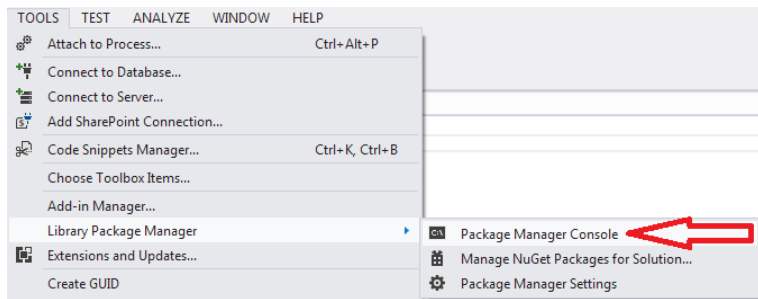 TOOLS TEST ANALYZE WINDOW HELP
Attach to Process... Ctrl+Alt+P
Connect to Database...
Connect to Server...
Add SharePoint Connection...
Code Snippets Manager... Ctrl+K, Ctrl+B
Choose Toolbox Items...
Add-in Manager...
Library Package Manager
Package Manager Console
Extensions and Updates...
Manage NuGet Packages for Solution...
Create GUID
Package Manager Settings